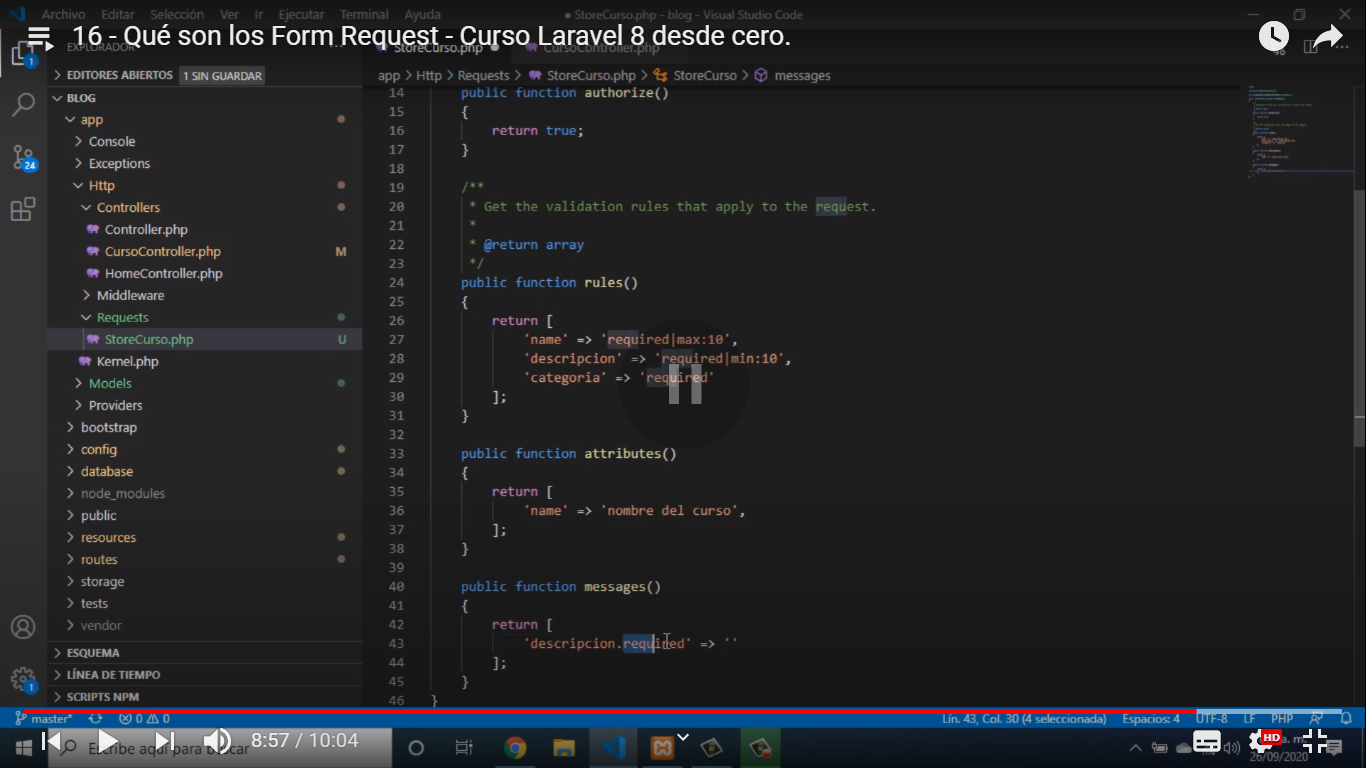 Archivo Editar Selección Ver Ir Ejecutar Terminal Ayuda
● StoreCurso.php - blog - Visual Studio Code
16 - Qué son los Form Request - Curso Laravel 8 desde cero.
EXPLORADOR
StoreCurso.php ● CursoController.php
EDITORES ABIERTOS 1 SIN GUARDAR
app > Http > Requests > StoreCurso.php > StoreCurso > messages
BLOG
app
Console
Exceptions
Http
Controllers
Controller.php
CursoController.php M
HomeController.php
Middleware
Requests
StoreCurso.php U
Kernel.php
Models
Providers
bootstrap
config
database
node_modules
public
resources
routes
storage
tests
vendor
ESQUEMA
LÍNEA DE TIEMPO
SCRIPTS NPM
1
24
1
14 public function authorize()
15 {
16 return true;
17 }
18
19 /**
20 * Get the validation rules that apply to the request.
21 *
22 * @return array
23 */
24 public function rules()
25 {
26 return [
27 'name' => 'required|max:10',
28 'descripcion' => 'required|min:10',
29 'categoria' => 'required'
30 ];
31 }
32
33 public function attributes()
34 {
35 return [
36 'name' => 'nombre del curso',
37 ];
38 }
39
40 public function messages()
41 {
42 return [
43 'descripcion.required' => ''
44 ];
45 }
46 }
master* 0 0 Lín. 43, Col. 30 (4 seleccionada) Espacios: 4 UTF-8 LF PHP
8:57 / 10:04
Escribe aquí para buscar
HD
26/09/2020